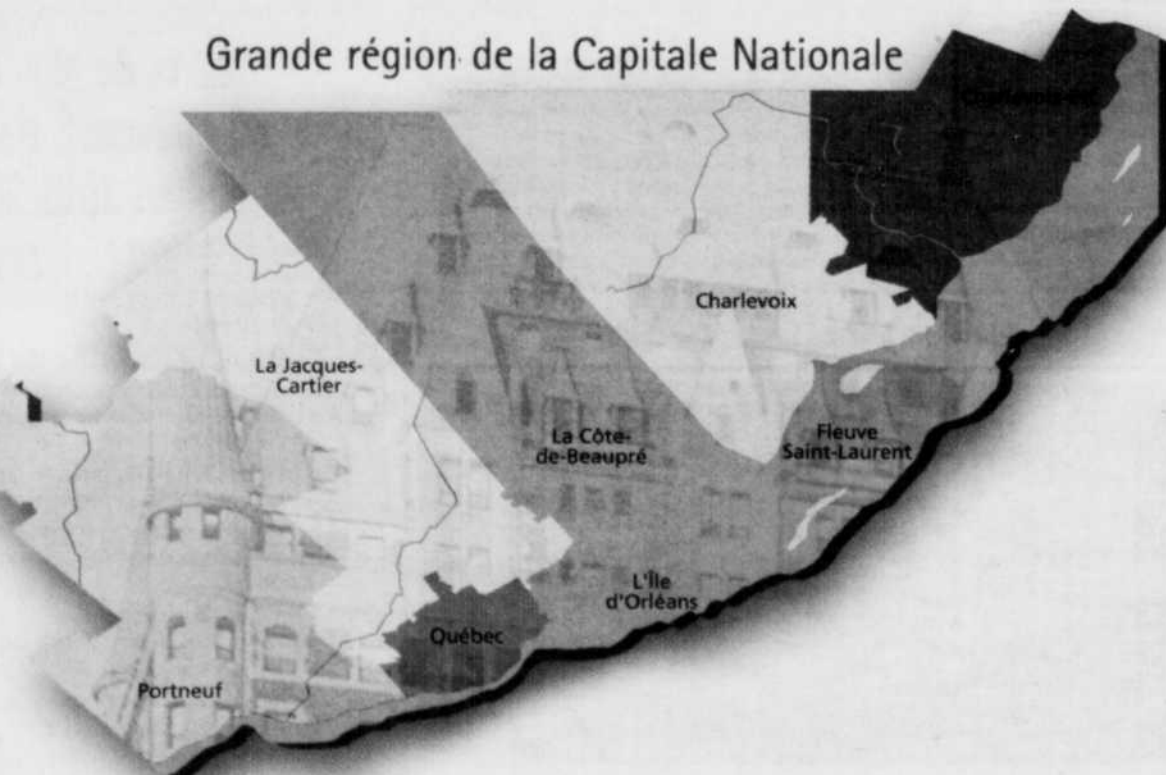 Grande région de la Capitale Nationale
Charlevoix
La Jacques-
Cartier
La Côte-
de-Beaupré
Fleuve
Saint-Laurent
L'Île
d'Orléans
Québec
Portneuf